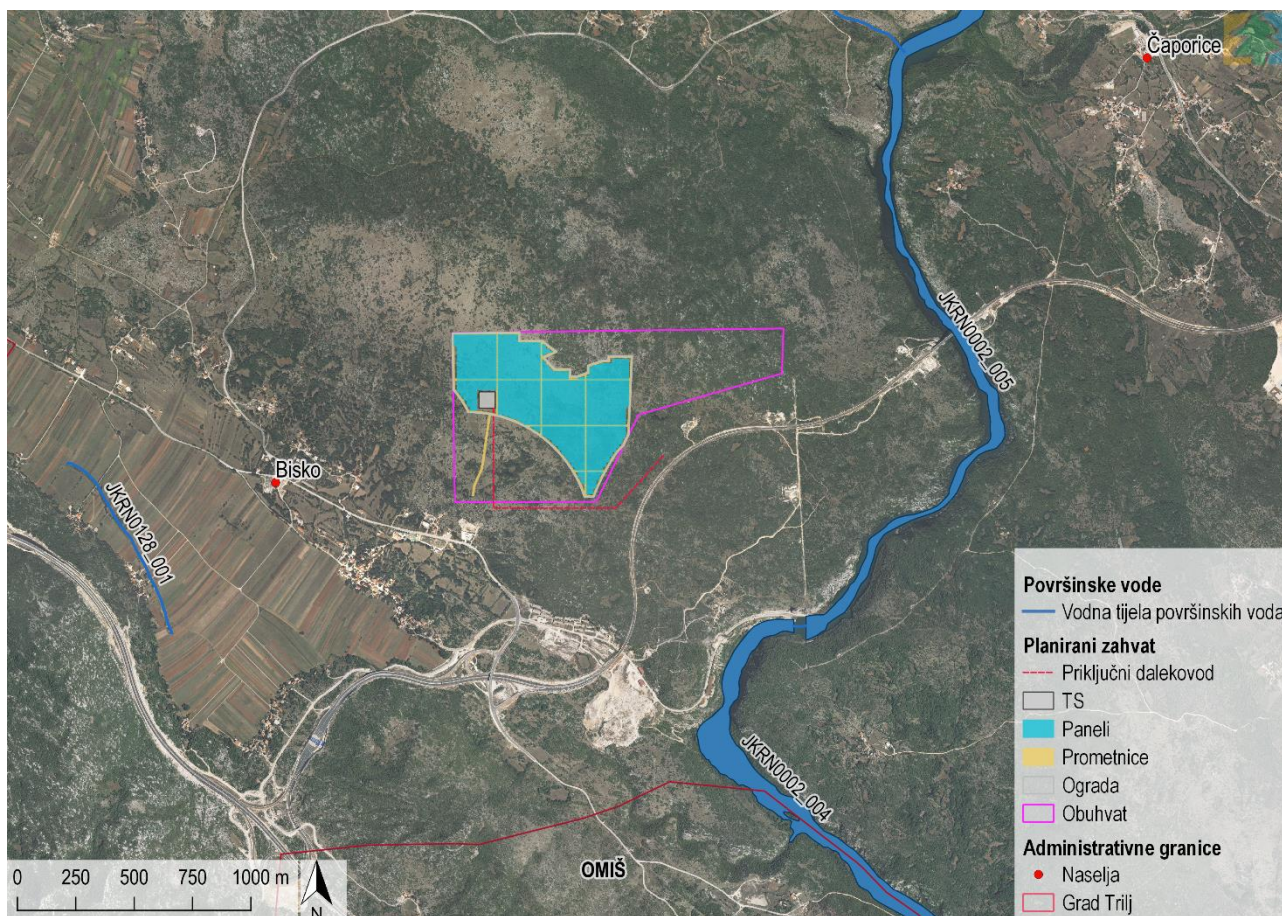 Čaporice
JKRN0002_005
Bisko
JKRN0128_001
JKRN0002_004
OMIŠ
0 250 500 750 1000 m
N
Površinske vode
Vodna tijela površinskih voda
Planirani zahvat
Priključni dalekovod
TS
Paneli
Prometnice
Ograda
Obuhvat
Administrativne granice
Naselja
Grad Trilj